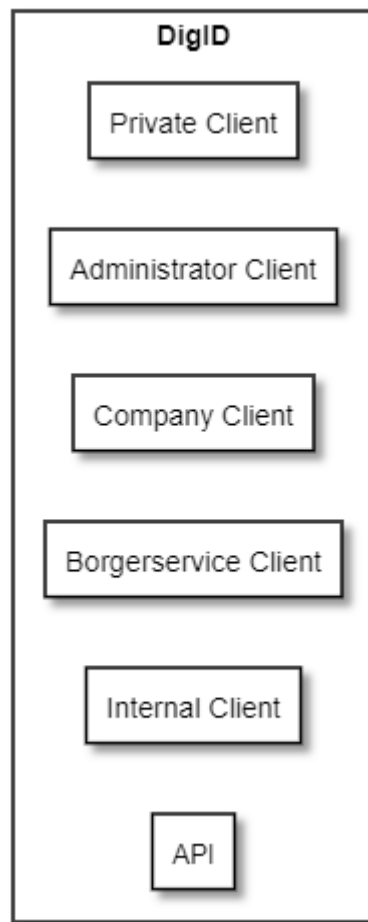 DigID
Private Client
Administrator Client
Company Client
Borgerservice Client
Internal Client
API